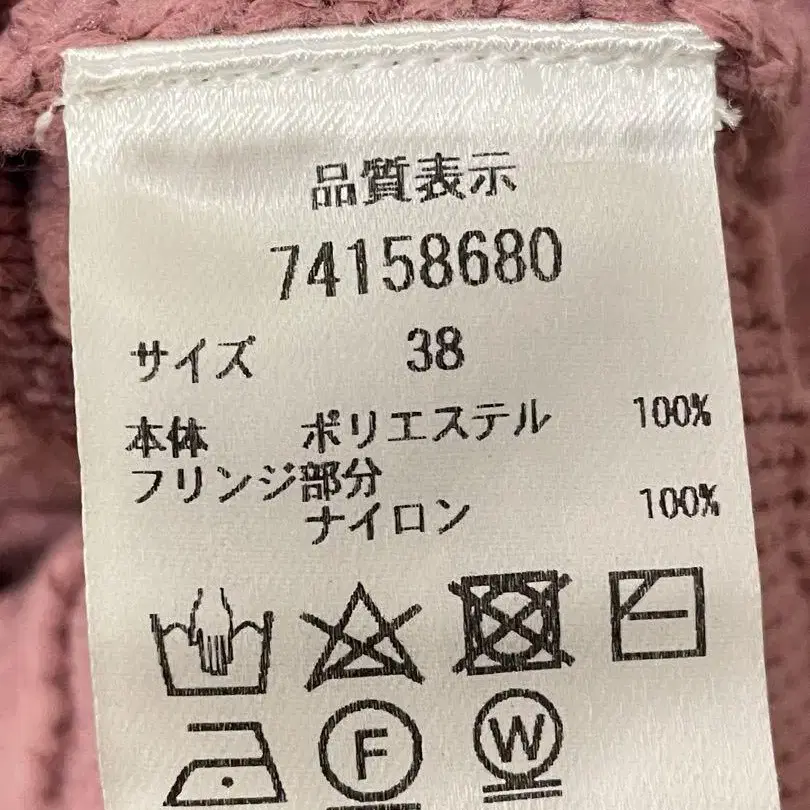 品質表示
74158680
サイズ 38
本体 ポリエステル 100%
フリンジ部分
ナイロン 100%
F W